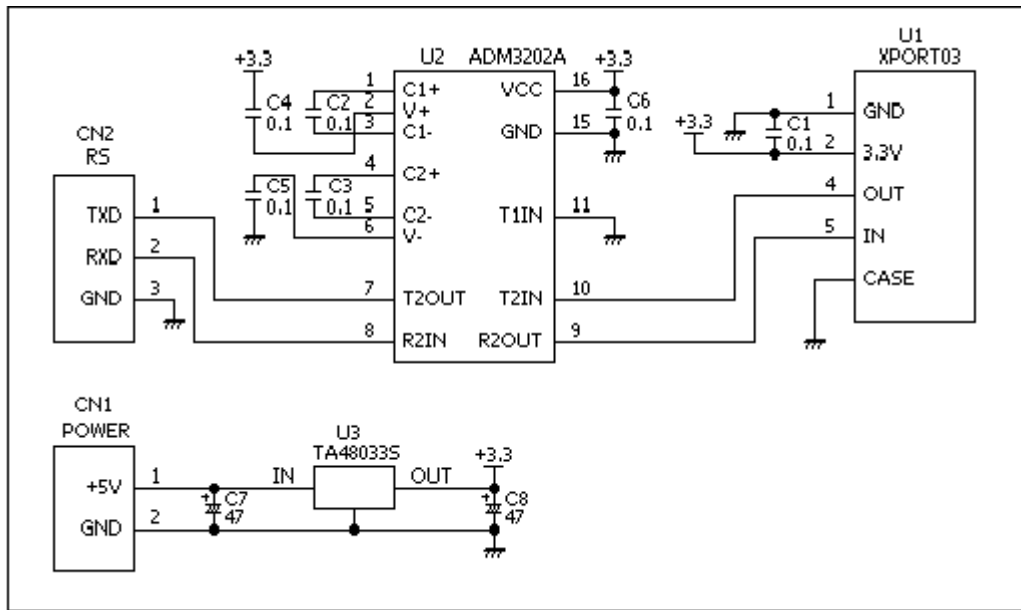 U1
XPORT03
U2 ADM3202A
+3.3
+3.3
1 C1+ VCC 16
C4 C2 2 V+ C6
0.1 0.1 3 C1- GND 15 0.1
1 GND
+3.3 C1
0.1 2 3.3V
CN2
RS
4 C2+
4 OUT
C5 C3
0.1 0.1 5 C2- T1IN 11
6 V-
TXD 1
5 IN
RXD 2
CASE
GND 3
7 T2OUT T2IN 10
8 R2IN R2OUT 9
CN1
POWER
U3
TA48033S
+3.3
+5V 1 IN OUT
+ C7 + C8
47 47
GND 2